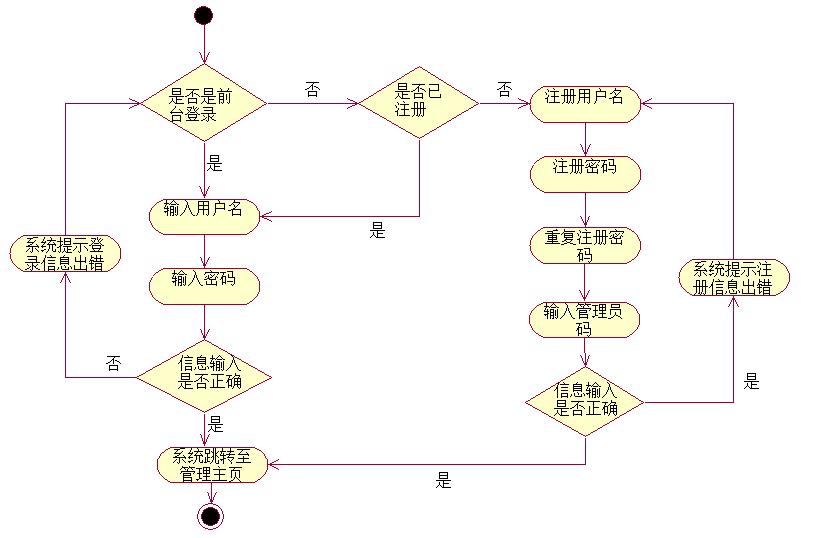 是否是前
台登录
否
是否已
注册
否
注册用户名
是
注册密码
输入用户名
是
重复注册密
码
系统提示登
录信息出错
系统提示注
册信息出错
输入密码
输入管理员
码
否
信息输入
是否正确
信息输入
是否正确
是
是
系统跳转至
管理主页
是